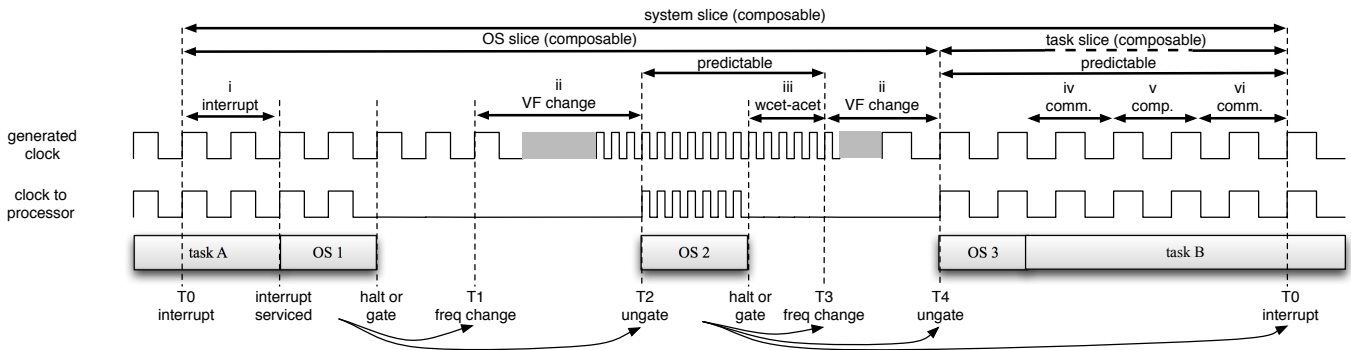 system slice (composable)
OS slice (composable)
task slice (composable)
predictable
predictable
i
interrupt
ii
VF change
iii
wcet-acet
ii
VF change
iv
comm.
v
comp.
vi
comm.
generated
clock
clock to
processor
task A
OS 1
OS 2
OS 3
task B
T0
interrupt
interrupt
serviced
halt or
gate
T1
freq change
T2
ungate
halt or
gate
T3
freq change
T4
ungate
T0
interrupt